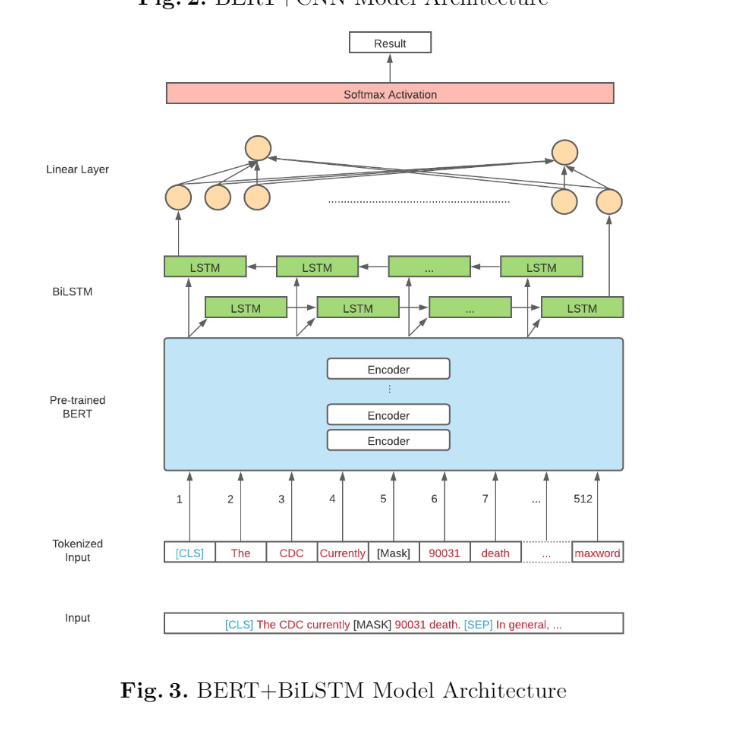 Fig. 2. BERT+CNN Model Architecture
Result
Softmax Activation
Linear Layer
LSTM LSTM ... LSTM
BiLSTM
LSTM LSTM ... LSTM
Encoder
Pre-trained
BERT
Encoder
Encoder
1 2 3 4 5 6 7 ... 512
Tokenized
Input
[CLS] The CDC Currently [Mask] 90031 death ... maxword
Input
[CLS] The CDC currently [MASK] 90031 death. [SEP] In general, ...
Fig. 3. BERT+BiLSTM Model Architecture